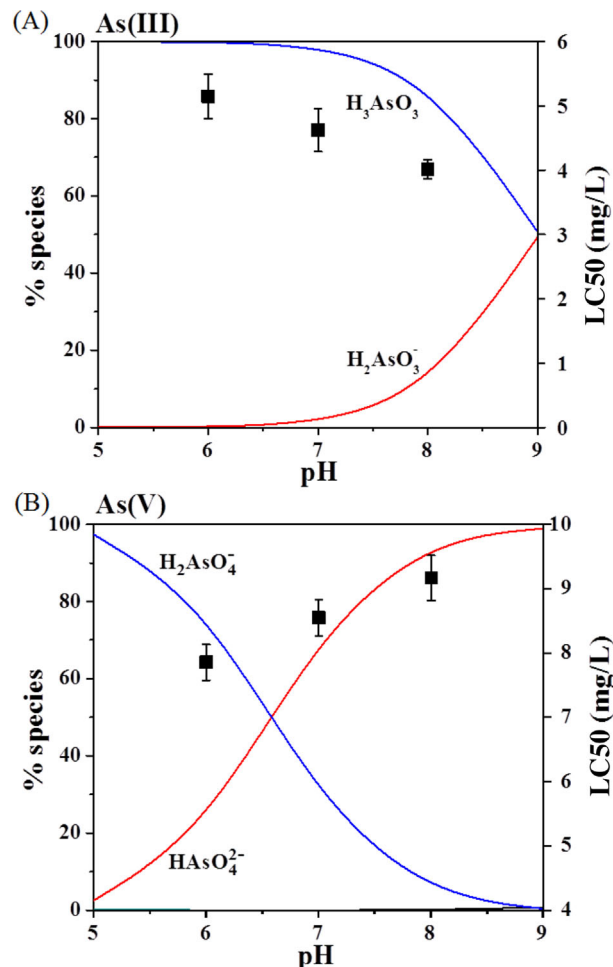 (A) As(III)
100
80
60
40
20
0
% species
H₃AsO₃
H₂AsO₃⁻
6
5
4
3
2
1
0
LC50 (mg/L)
5 6 7 8 9
pH
(B) As(V)
100
80
60
40
20
0
% species
H₂AsO₄⁻
HAsO₄²⁻
10
9
8
7
6
5
4
LC50 (mg/L)
5 6 7 8 9
pH